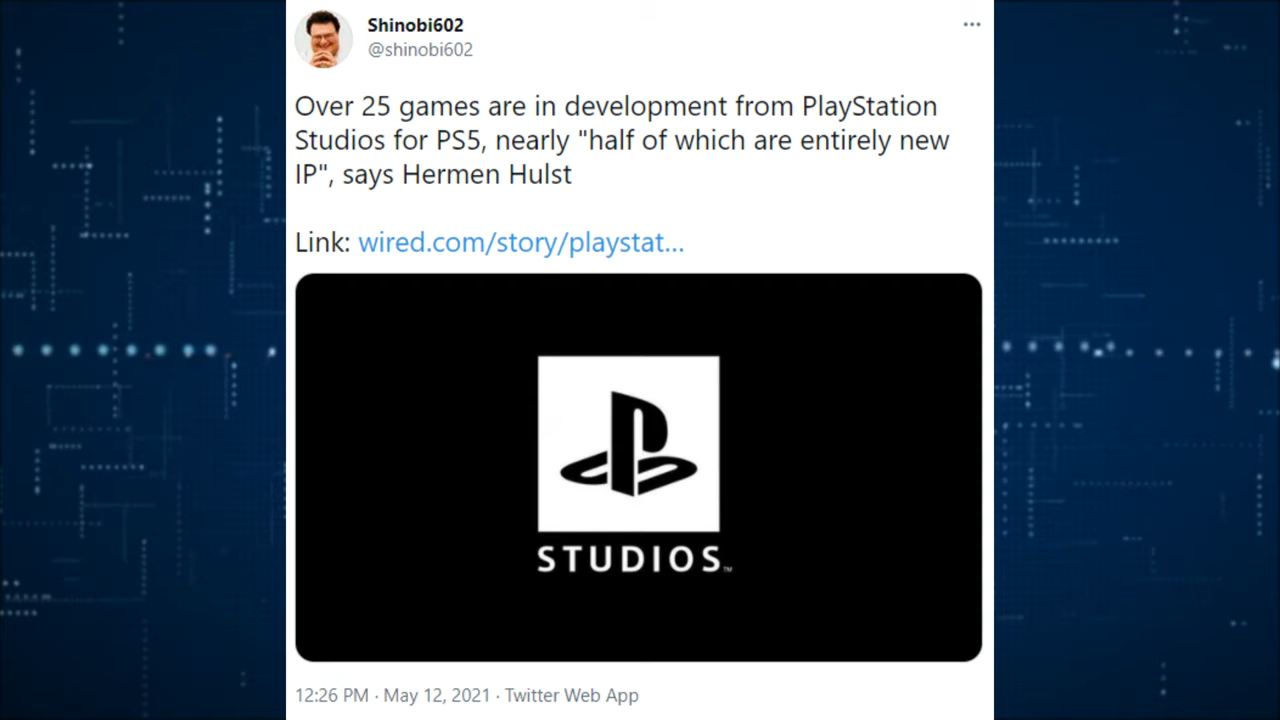 Shinobi602
@shinobi602
Over 25 games are in development from PlayStation
Studios for PS5, nearly "half of which are entirely new
IP", says Hermen Hulst
Link: wired.com/story/playstat...
STUDIOS™
12:26 PM · May 12, 2021 · Twitter Web App